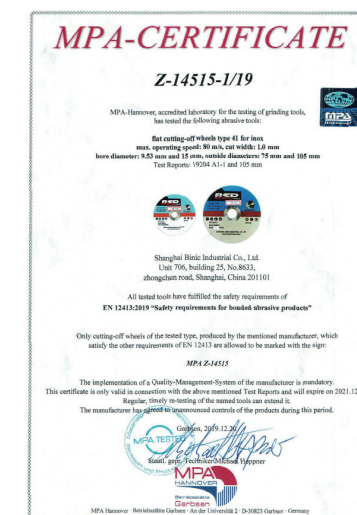 MPA-CERTIFICATE
Z-14515-1/19
MPA-Hannover, accredited laboratory for the testing of grinding tools,
has tested the following abrasive tools:
flat cutting-off wheels type 41 for inox
max. operating speed: 80 m/s, cut width: 1.0 mm
bore diameter: 9.53 mm and 15 mm, outside diameters: 75 mm and 105 mm
Test Reports: 19204 A1-1 and 105 mm
MPA
Shanghai Binic Industrial Co., Ltd.
Unit 706, building 25, No.8633,
zhongchun road, Shanghai, China 201101
All tested tools have fulfilled the safety requirements of
EN 12413:2019 “Safety requirements for bonded abrasive products”
Only cutting-off wheels of the tested type, produced by the mentioned manufacturer, which
satisfy the other requirements of EN 12413 are allowed to be marked with the sign:
MPA Z-14515
The implementation of a Quality-Management-System of the manufacturer is mandatory.
This certificate is only valid in connection with the above mentioned Test Reports and will expire on 2021.12
Regular, timely re-testing of the named tools can extend it.
The manufacturer has agreed to unannounced controls of the products during this period.
Garbsen, 2019.12.20
MPA TESTED
Staatl. gepr. Techniker Michael Höppner
MPA
HANNOVER
Betriebsstätte
Garbsen
MPA Hannover · Betriebsstätte Garbsen · An der Universität 2 · D-30823 Garbsen · Germany